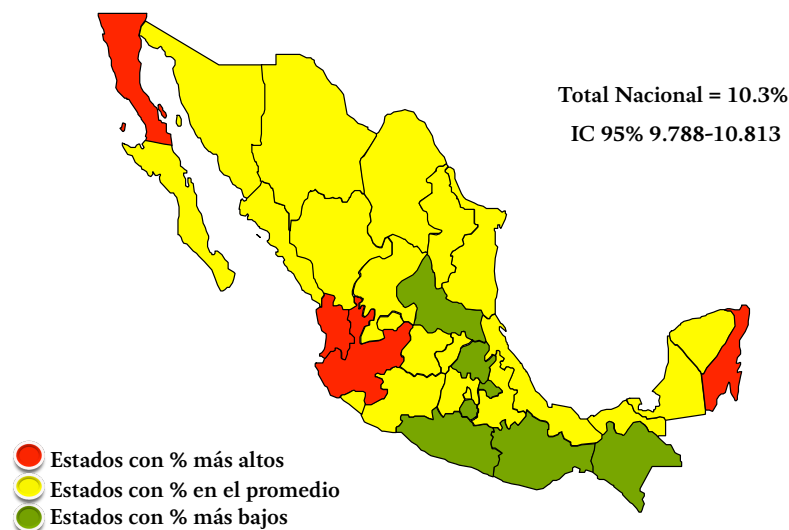 Total Nacional = 10.3%
IC 95% 9.788-10.813
Estados con % más altos
Estados con % en el promedio
Estados con % más bajos